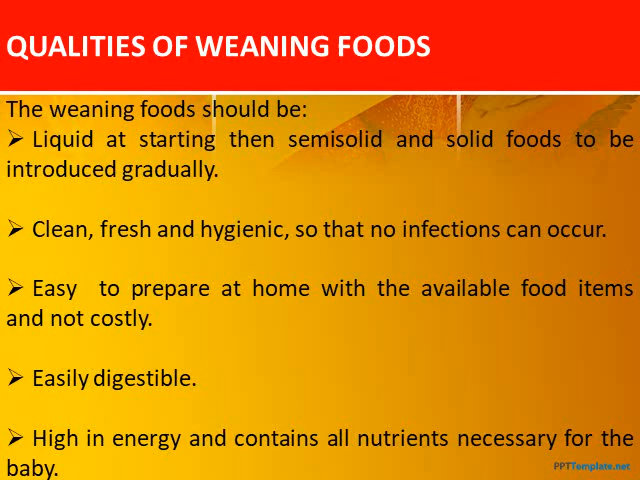 QUALITIES OF WEANING FOODS
The weaning foods should be:
➢ Liquid at starting then semisolid and solid foods to be
introduced gradually.
➢ Clean, fresh and hygienic, so that no infections can occur.
➢ Easy to prepare at home with the available food items
and not costly.
➢ Easily digestible.
➢ High in energy and contains all nutrients necessary for the
baby.
PPTTemplate.net